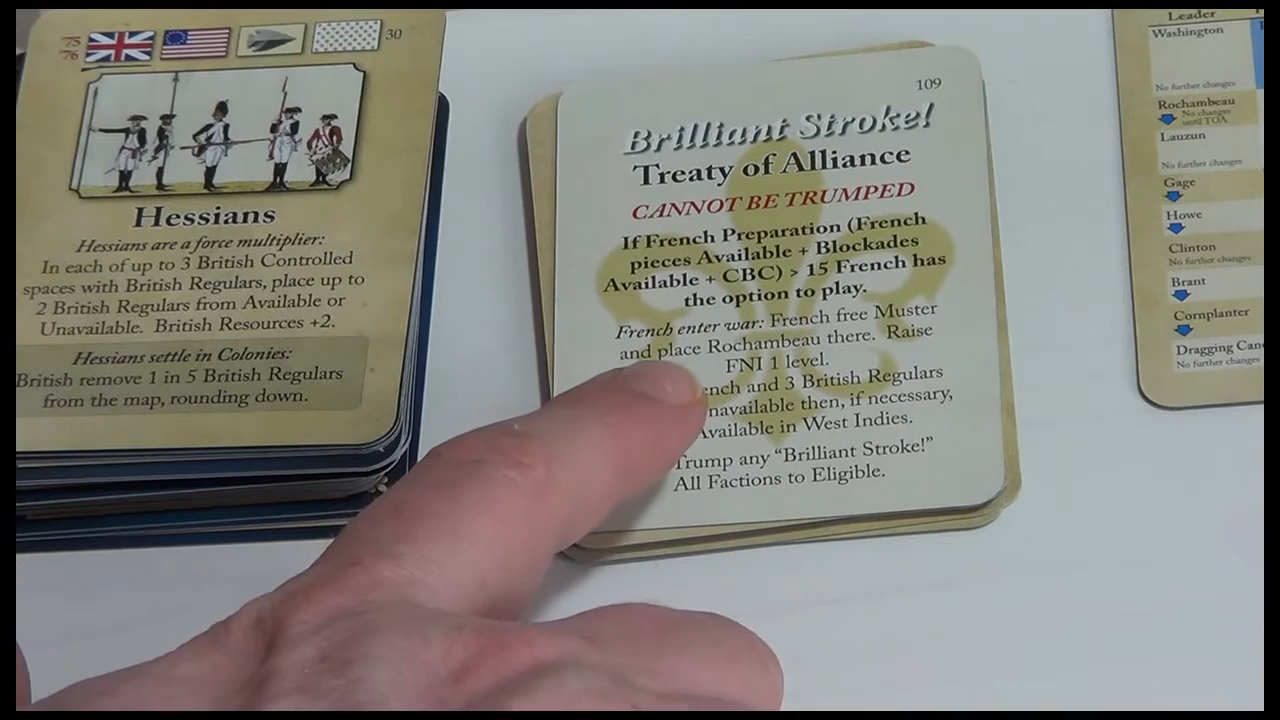 '75
'76
30
Hessians
Hessians are a force multiplier:
In each of up to 3 British Controlled
spaces with British Regulars, place up to
2 British Regulars from Available or
Unavailable. British Resources +2.
Hessians settle in Colonies:
British remove 1 in 5 British Regulars
from the map, rounding down.
109
Brilliant Stroke!
Treaty of Alliance
CANNOT BE TRUMPED
If French Preparation (French
pieces Available + Blockades
Available + CBC) > 15 French has
the option to play.
French enter war: French free Muster
and place Rochambeau there. Raise
FNI 1 level.
and 3 British Regulars
then, if necessary,
Available in West Indies.
Trump any "Brilliant Stroke!"
All Factions to Eligible.
Leader
Washington
No further changes
Rochambeau
No changes
until TOA
Lauzun
No further changes
Gage
Howe
Clinton
No further changes
Brant
Cornplanter
Dragging
No further changes